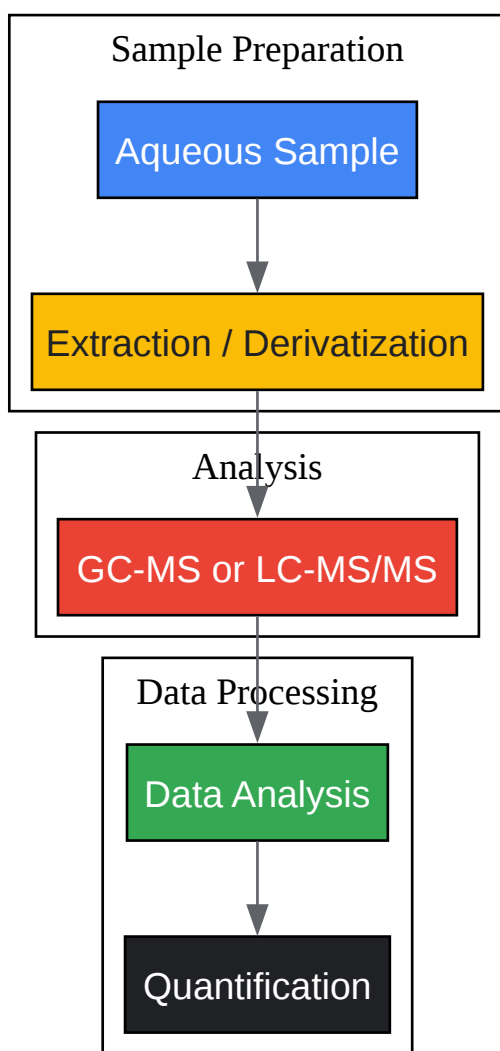 Sample Preparation
Aqueous Sample
Extraction / Derivatization
Analysis
GC-MS or LC-MS/MS
Data Processing
Data Analysis
Quantification